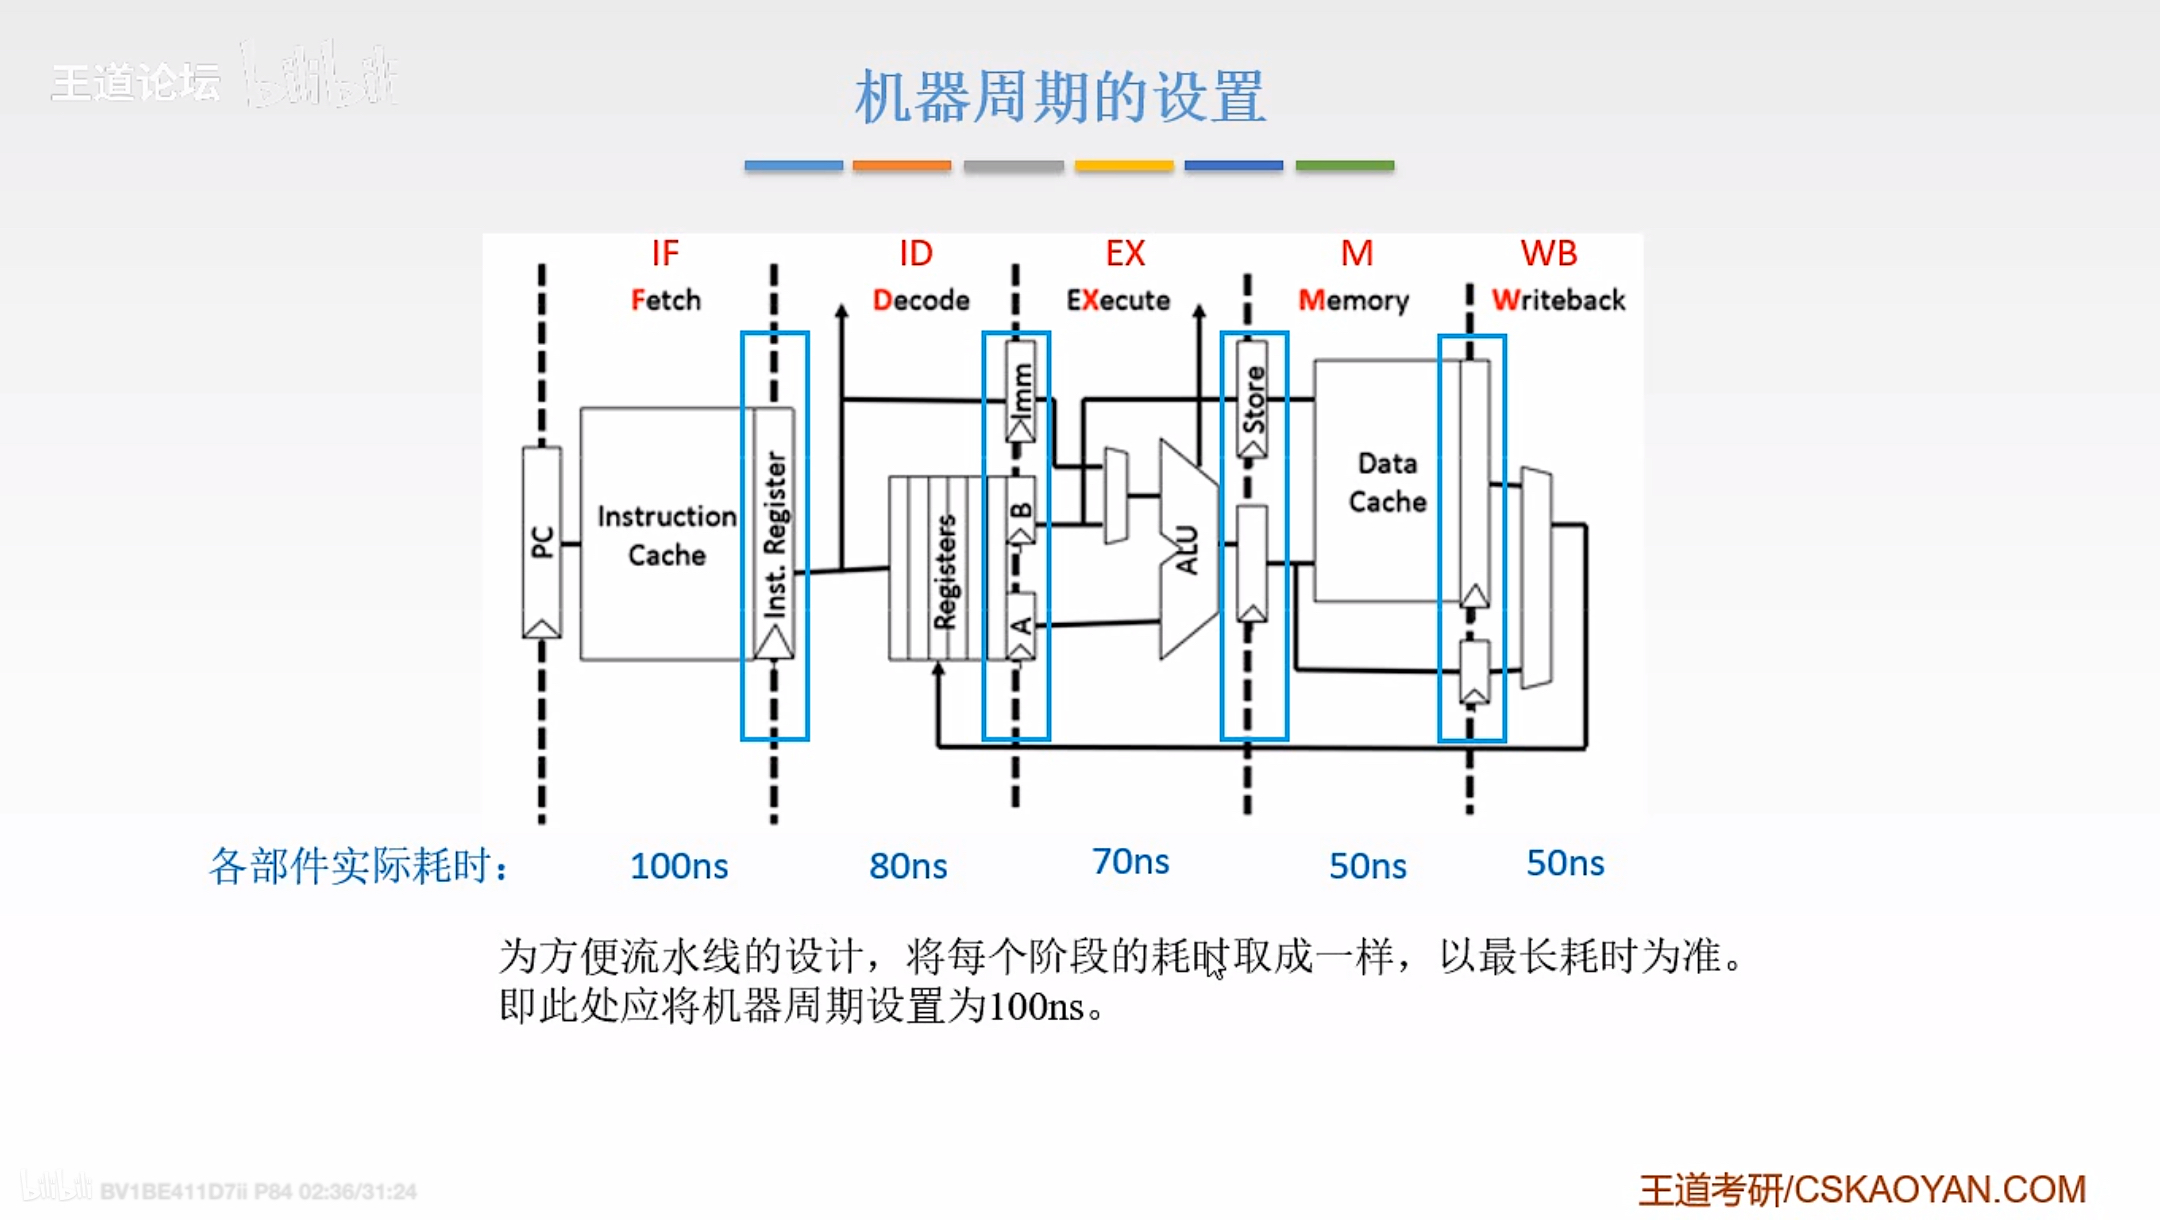 王道论坛 bilibili
机器周期的设置
IF ID EX M WB
Fetch Decode EXecute Memory Writeback
PC
Instruction
Cache
Inst. Register
Registers
Imm
B
A
ALU
Store
Data
Cache
各部件实际耗时： 100ns 80ns 70ns 50ns 50ns
为方便流水线的设计，将每个阶段的耗时取成一样，以最长耗时为准。
即此处应将机器周期设置为100ns。
bilibili BV1BE411D7ii P84 02:36/31:24
王道考研/CSKAOYAN.COM